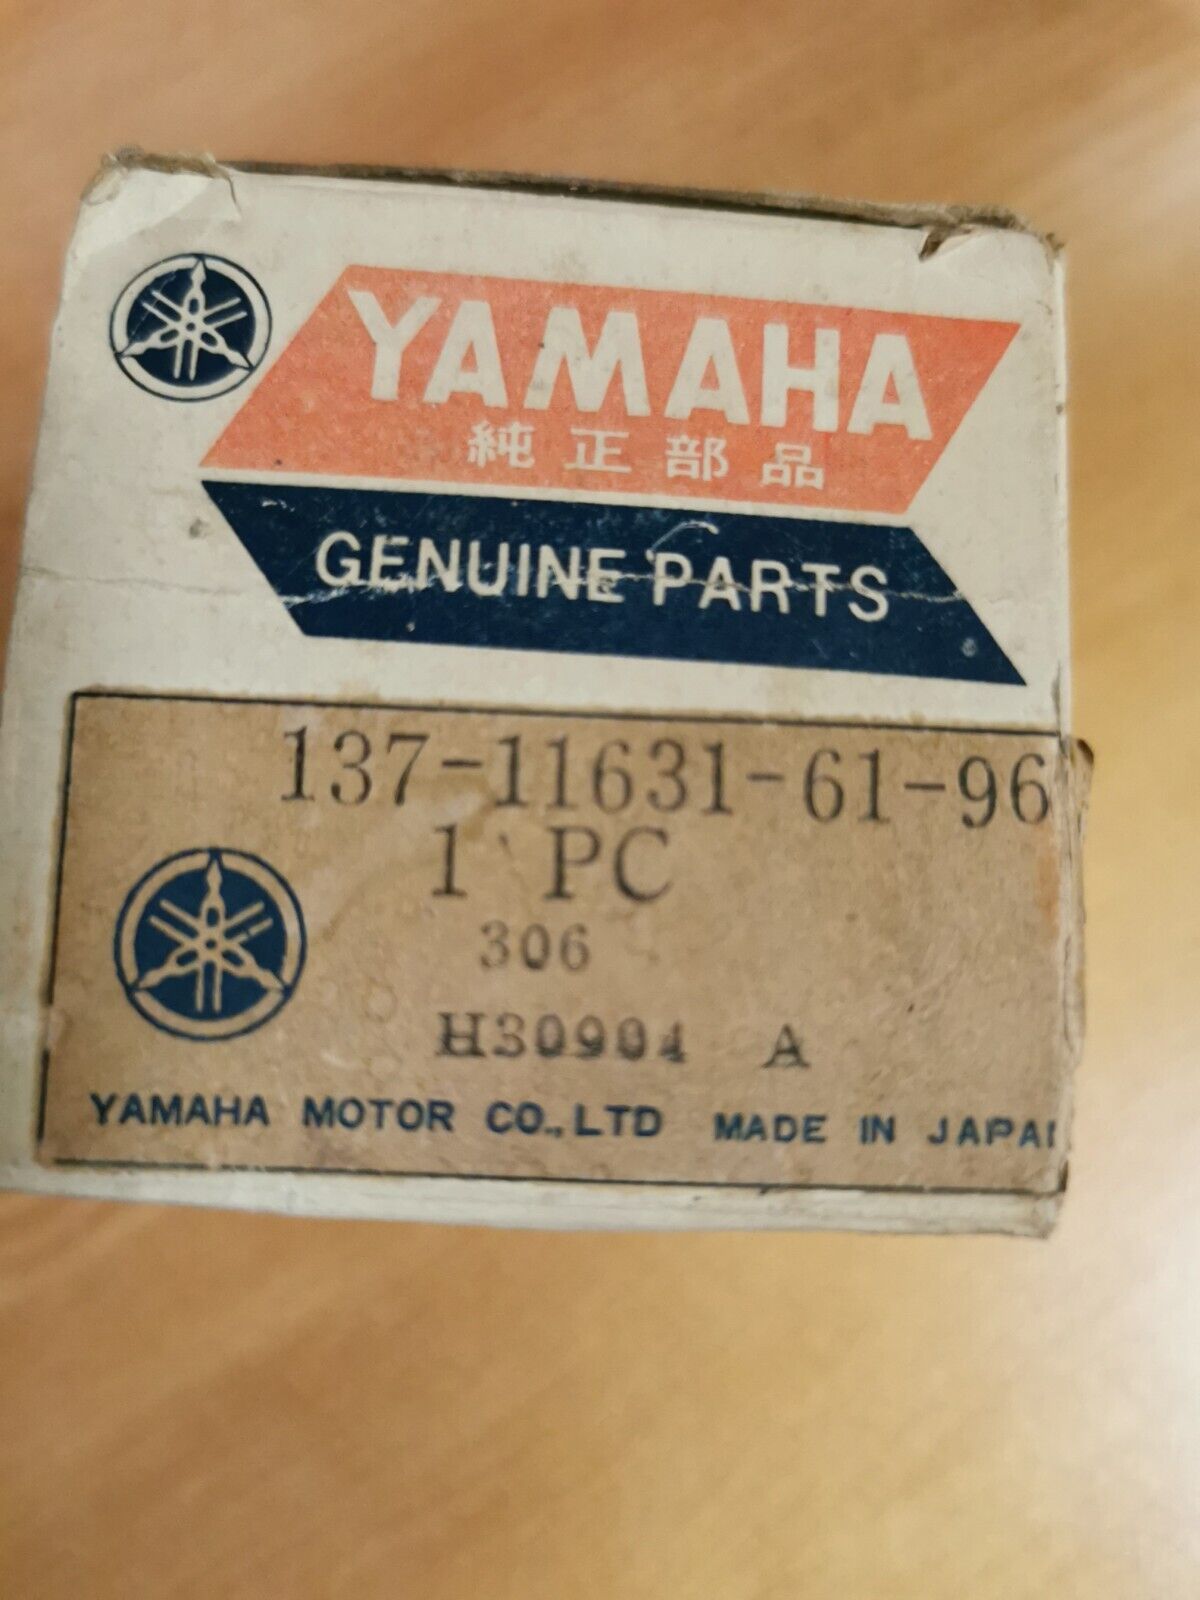 YAMAHA
純正部品
GENUINE PARTS
137-11631-61-96
1 PC
306
H30904 A
YAMAHA MOTOR CO.,LTD MADE IN JAPAN